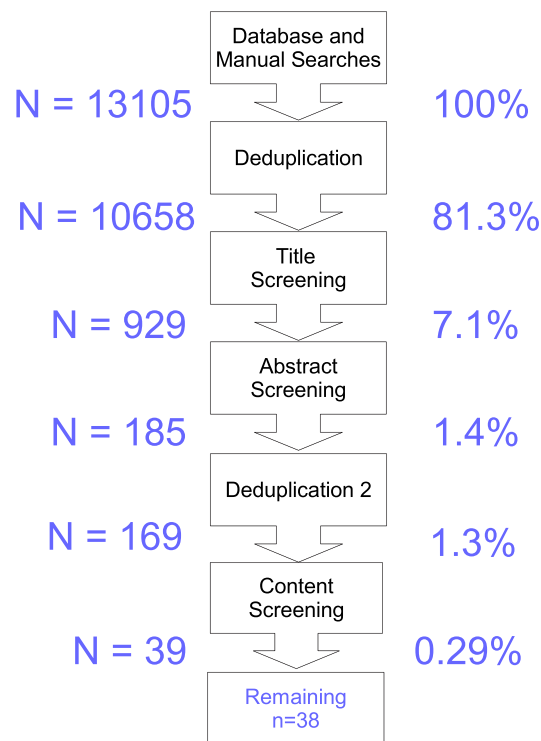 Database and
Manual Searches
N = 13105
100%
Deduplication
N = 10658
81.3%
Title
Screening
N = 929
7.1%
Abstract
Screening
N = 185
1.4%
Deduplication 2
N = 169
1.3%
Content
Screening
N = 39
0.29%
Remaining
n=38